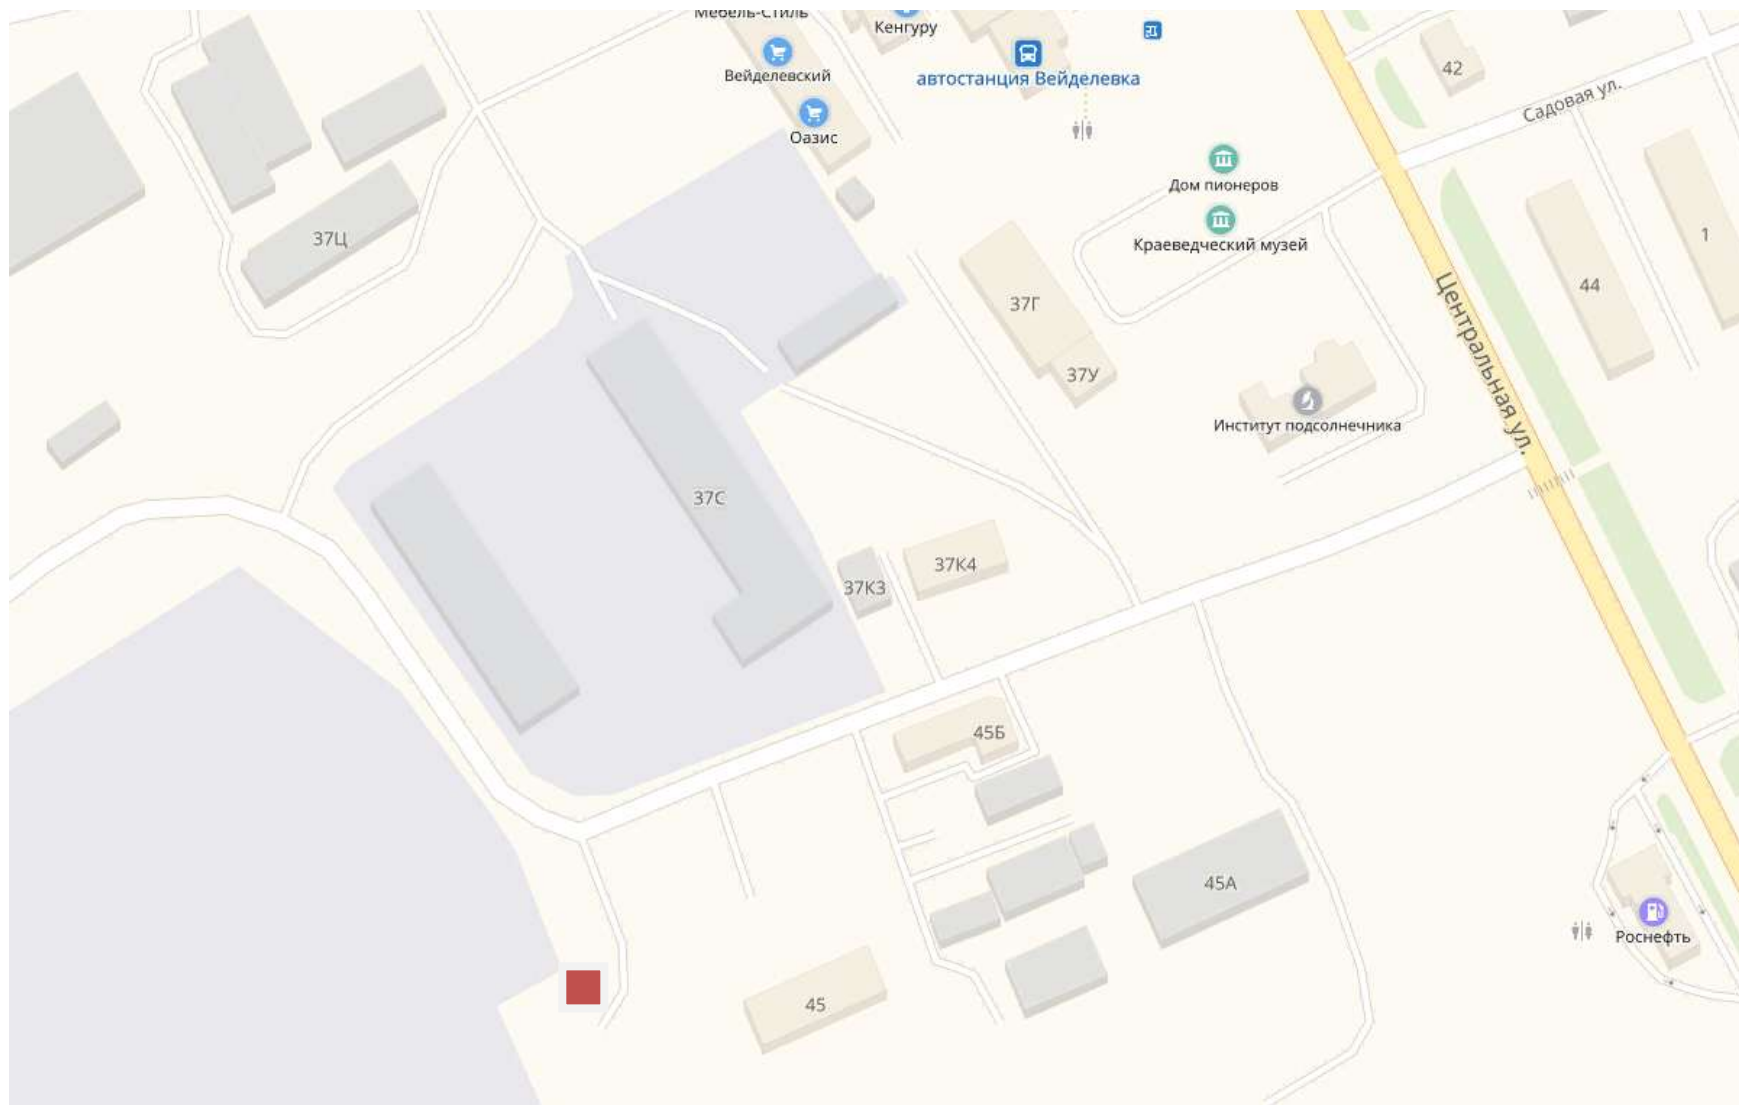 Мебель-Стиль
Кенгуру
Вейделевский
автостанция Вейделевка
42
Садовая ул.
Оазис
Дом пионеров
Краеведческий музей
37Ц
1
44
37Г
Центральная ул.
37У
Институт подсолнечника
37С
37К4
37К3
45Б
45А
Роснефть
45